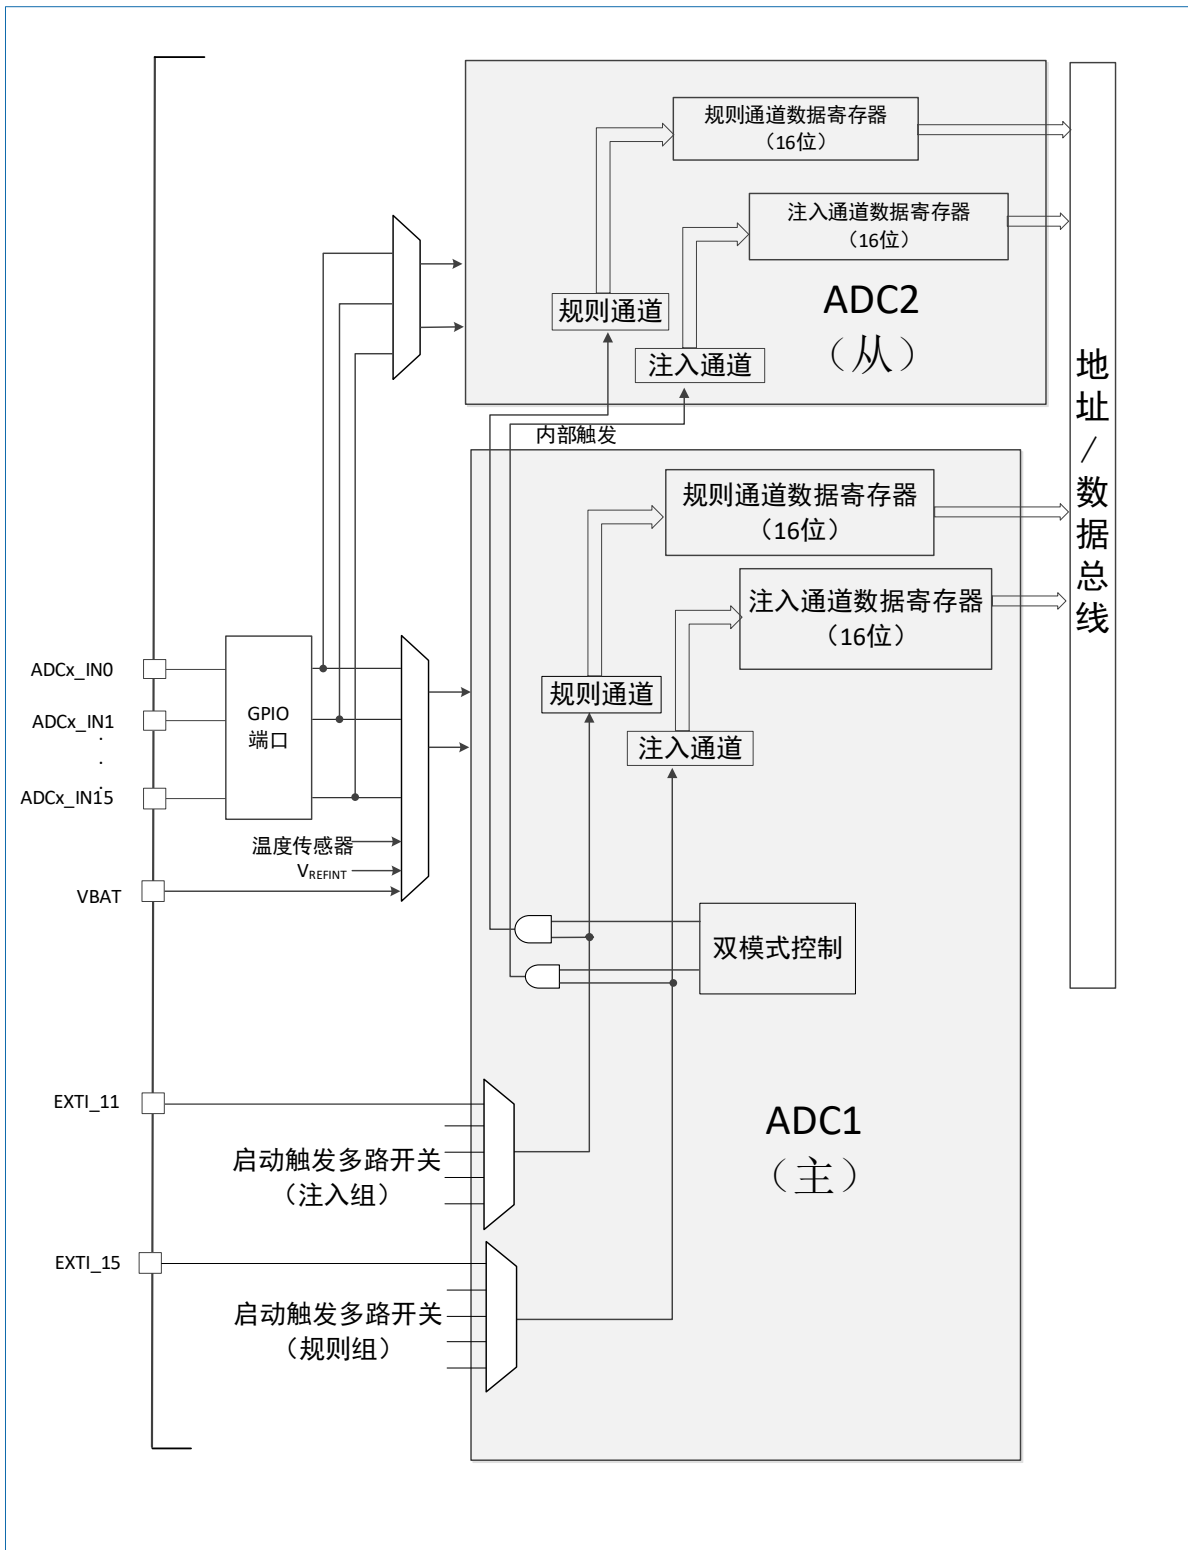 规则通道数据寄存器
（16位）
注入通道数据寄存器
（16位）
ADC2
（从）
规则通道
注入通道
内部触发
地址/数据总线
规则通道数据寄存器
（16位）
注入通道数据寄存器
（16位）
规则通道
注入通道
ADCx_IN0
ADCx_IN1
.
.
.
ADCx_IN15
GPIO
端口
温度传感器
VREFINT
VBAT
双模式控制
EXTI_11
启动触发多路开关
（注入组）
ADC1
（主）
EXTI_15
启动触发多路开关
（规则组）